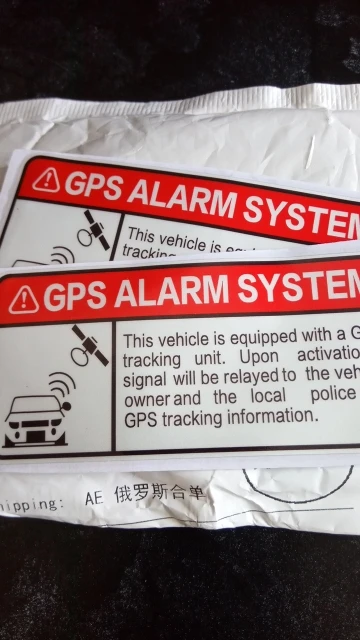 GPS ALARM SYSTEM
This vehicle is equ
tracking
GPS ALARM SYSTEM
This vehicle is equipped with a G
tracking unit. Upon activatio
signal will be relayed to the veh
owner and the local police
GPS tracking information.
hipping: AE 俄罗斯合单